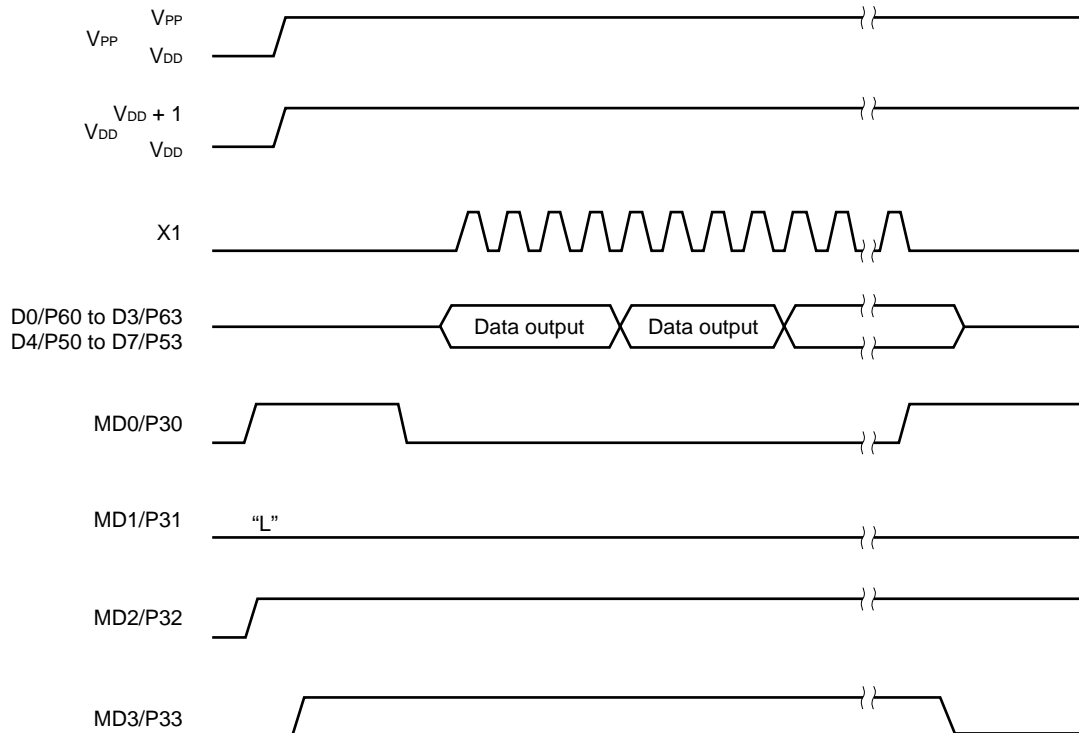 VPP
VPP
VDD
VDD + 1
VDD
VDD
X1
D0/P60 to D3/P63
D4/P50 to D7/P53
Data output
Data output
MD0/P30
MD1/P31
“L”
MD2/P32
MD3/P33